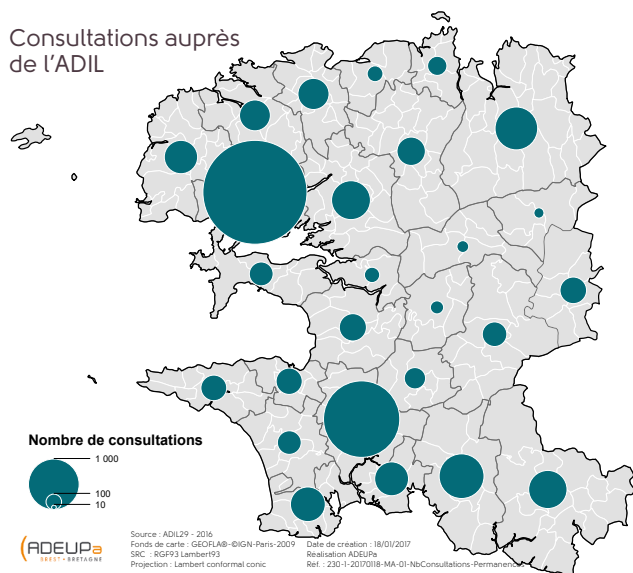 Consultations auprès
de l'ADIL
Nombre de consultations
1 000
100
10
ADEUPa
BREST • BRETAGNE
Source : ADIL29 - 2016
Fonds de carte : GEOFLA®-©IGN-Paris-2009
SRC : RGF93 Lambert93
Projection : Lambert conformal conic
Date de création : 18/01/2017
Réalisation ADEUPa
Réf. : 230-1-20170118-MA-01-NbConsultations-Permanences